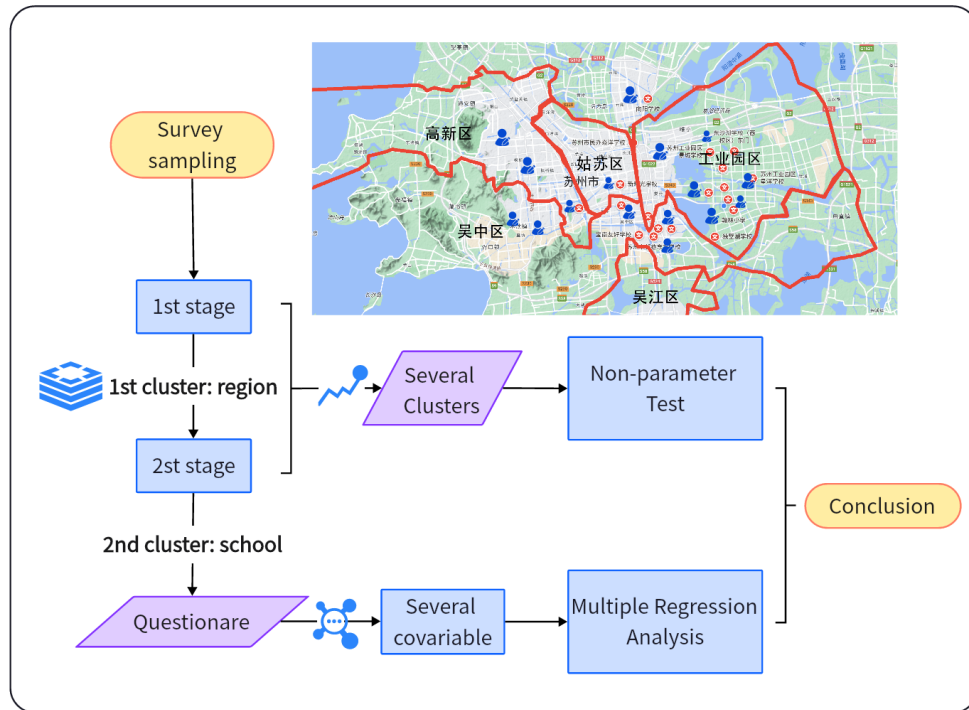 Survey
sampling
高新区
姑苏区
苏州市
工业园区
吴中区
吴江区
1st stage
1st cluster: region
2st stage
2nd cluster: school
Questionare
Several
Clusters
Non-parameter
Test
Several
covariable
Multiple Regression
Analysis
Conclusion